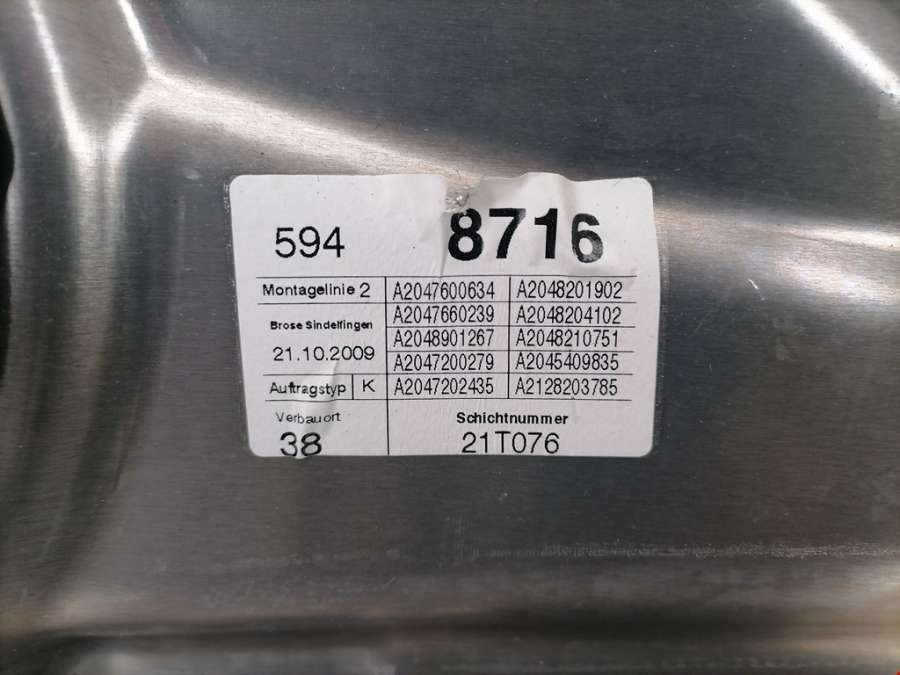 594 8716
Montagelinie 2 A2047600634 A2048201902
A2047660239 A2048204102
Brose Sindelfingen A2048901267 A2048210751
21.10.2009 A2047200279 A2045409835
Auftragstyp K A2047202435 A2128203785
Verbauort Schichtnummer
38 21T076